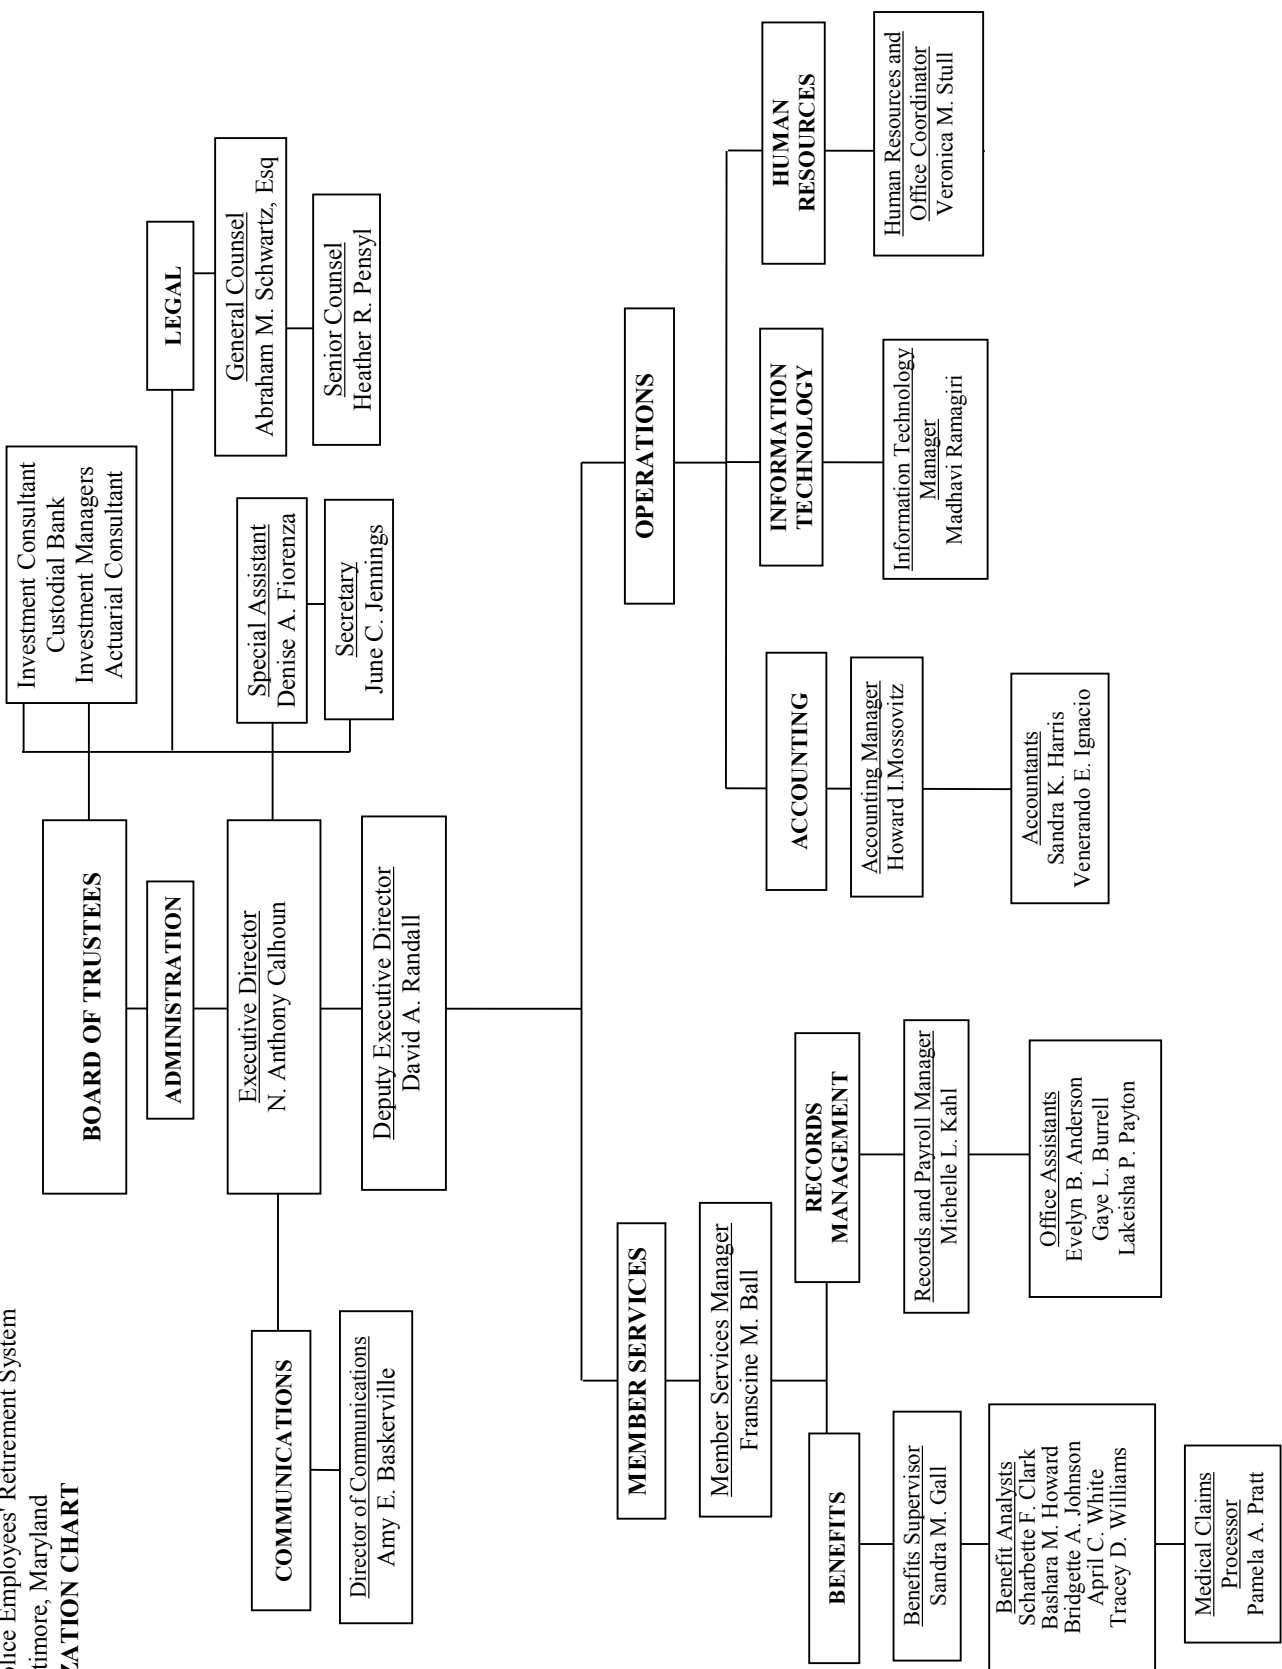 Employees' Retirement System
Maryland
CHART
BOARD OF TRUSTEES
Investment Consultant
Custodial Bank
Investment Managers
Actuarial Consultant
ADMINISTRATION
LEGAL
General Counsel
Abraham M. Schwartz, Esq
Senior Counsel
Heather R. Pensyl
Executive Director
N. Anthony Calhoun
Special Assistant
Denise A. Fiorenza
Secretary
June C. Jennings
COMMUNICATIONS
Director of Communications
Amy E. Baskerville
Deputy Executive Director
David A. Randall
MEMBER SERVICES
Member Services Manager
Franscine M. Ball
BENEFITS
Benefits Supervisor
Sandra M. Gall
Benefit Analysts
Scharbette F. Clark
Bashara M. Howard
Bridgette A. Johnson
April C. White
Tracey D. Williams
Medical Claims
Processor
Pamela A. Pratt
RECORDS
MANAGEMENT
Records and Payroll Manager
Michelle L. Kahl
Office Assistants
Evelyn B. Anderson
Gaye L. Burrell
Lakeisha P. Payton
OPERATIONS
ACCOUNTING
Accounting Manager
Howard I.Mossovitz
Accountants
Sandra K. Harris
Venerando E. Ignacio
INFORMATION
TECHNOLOGY
Information Technology
Manager
Madhavi Ramagiri
HUMAN
RESOURCES
Human Resources and
Office Coordinator
Veronica M. Stull